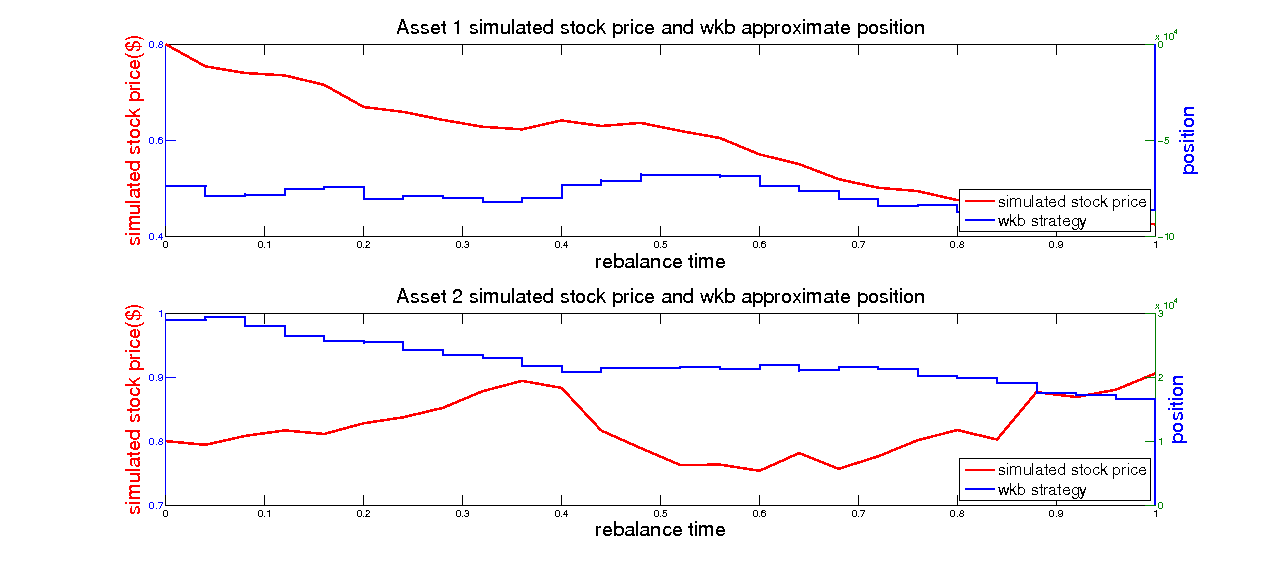 Asset 1 simulated stock price and wkb approximate position
x 10^4
simulated stock price($)
0.8
0.6
0.4
0
−5
−10
position
simulated stock price
wkb strategy
0 0.1 0.2 0.3 0.4 0.5 0.6 0.7 0.8 0.9 1
rebalance time
Asset 2 simulated stock price and wkb approximate position
x 10^4
simulated stock price($)
1
0.9
0.8
0.7
3
2
1
0
position
simulated stock price
wkb strategy
0 0.1 0.2 0.3 0.4 0.5 0.6 0.7 0.8 0.9 1
rebalance time